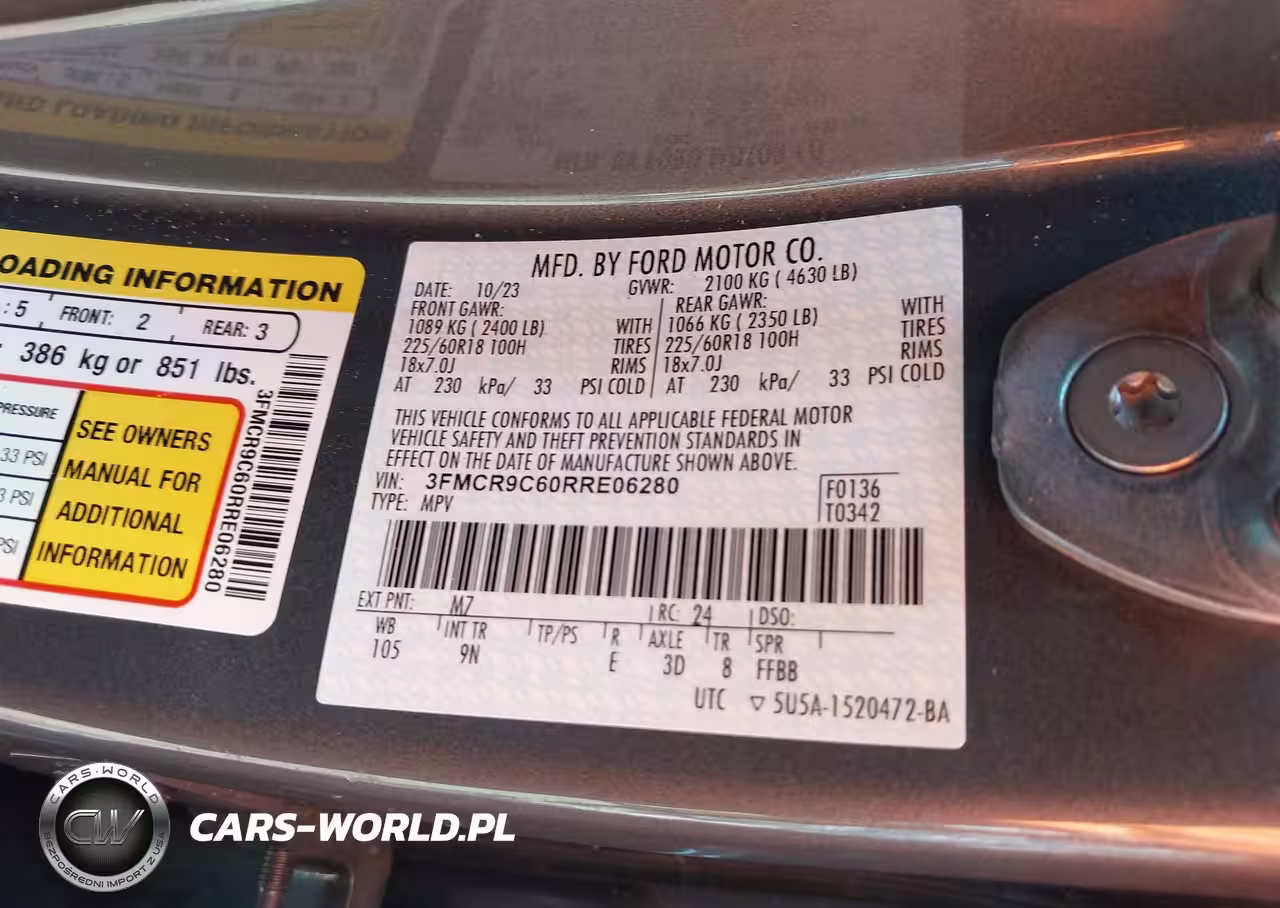 OADING INFORMATION
: 5 FRONT: 2 REAR: 3
386 kg or 851 lbs.
PRESSURE
33 PSI
3 PSI
PSI
SEE OWNERS
MANUAL FOR
ADDITIONAL
INFORMATION
3FMCR9C60RRE06280
MFD. BY FORD MOTOR CO.
DATE: 10/23 GVWR: 2100 KG ( 4630 LB)
FRONT GAWR: REAR GAWR:
1089 KG ( 2400 LB) WITH 1066 KG ( 2350 LB) WITH
225/60R18 100H TIRES 225/60R18 100H TIRES
18x7.0J RIMS 18x7.0J RIMS
AT 230 kPa/ 33 PSI COLD AT 230 kPa/ 33 PSI COLD
THIS VEHICLE CONFORMS TO ALL APPLICABLE FEDERAL MOTOR
VEHICLE SAFETY AND THEFT PREVENTION STANDARDS IN
EFFECT ON THE DATE OF MANUFACTURE SHOWN ABOVE.
VIN: 3FMCR9C60RRE06280 F0136
TYPE: MPV T0342
EXT PNT: M7 RC: 24 DSO:
WB INT TR TP/PS R AXLE TR SPR
105 9N E 3D 8 FFBB
UTC ▽ 5U5A-1520472-BA
CARS-WORLD
CW
BEZPOŚREDNI IMPORT Z USA
CARS-WORLD.PL